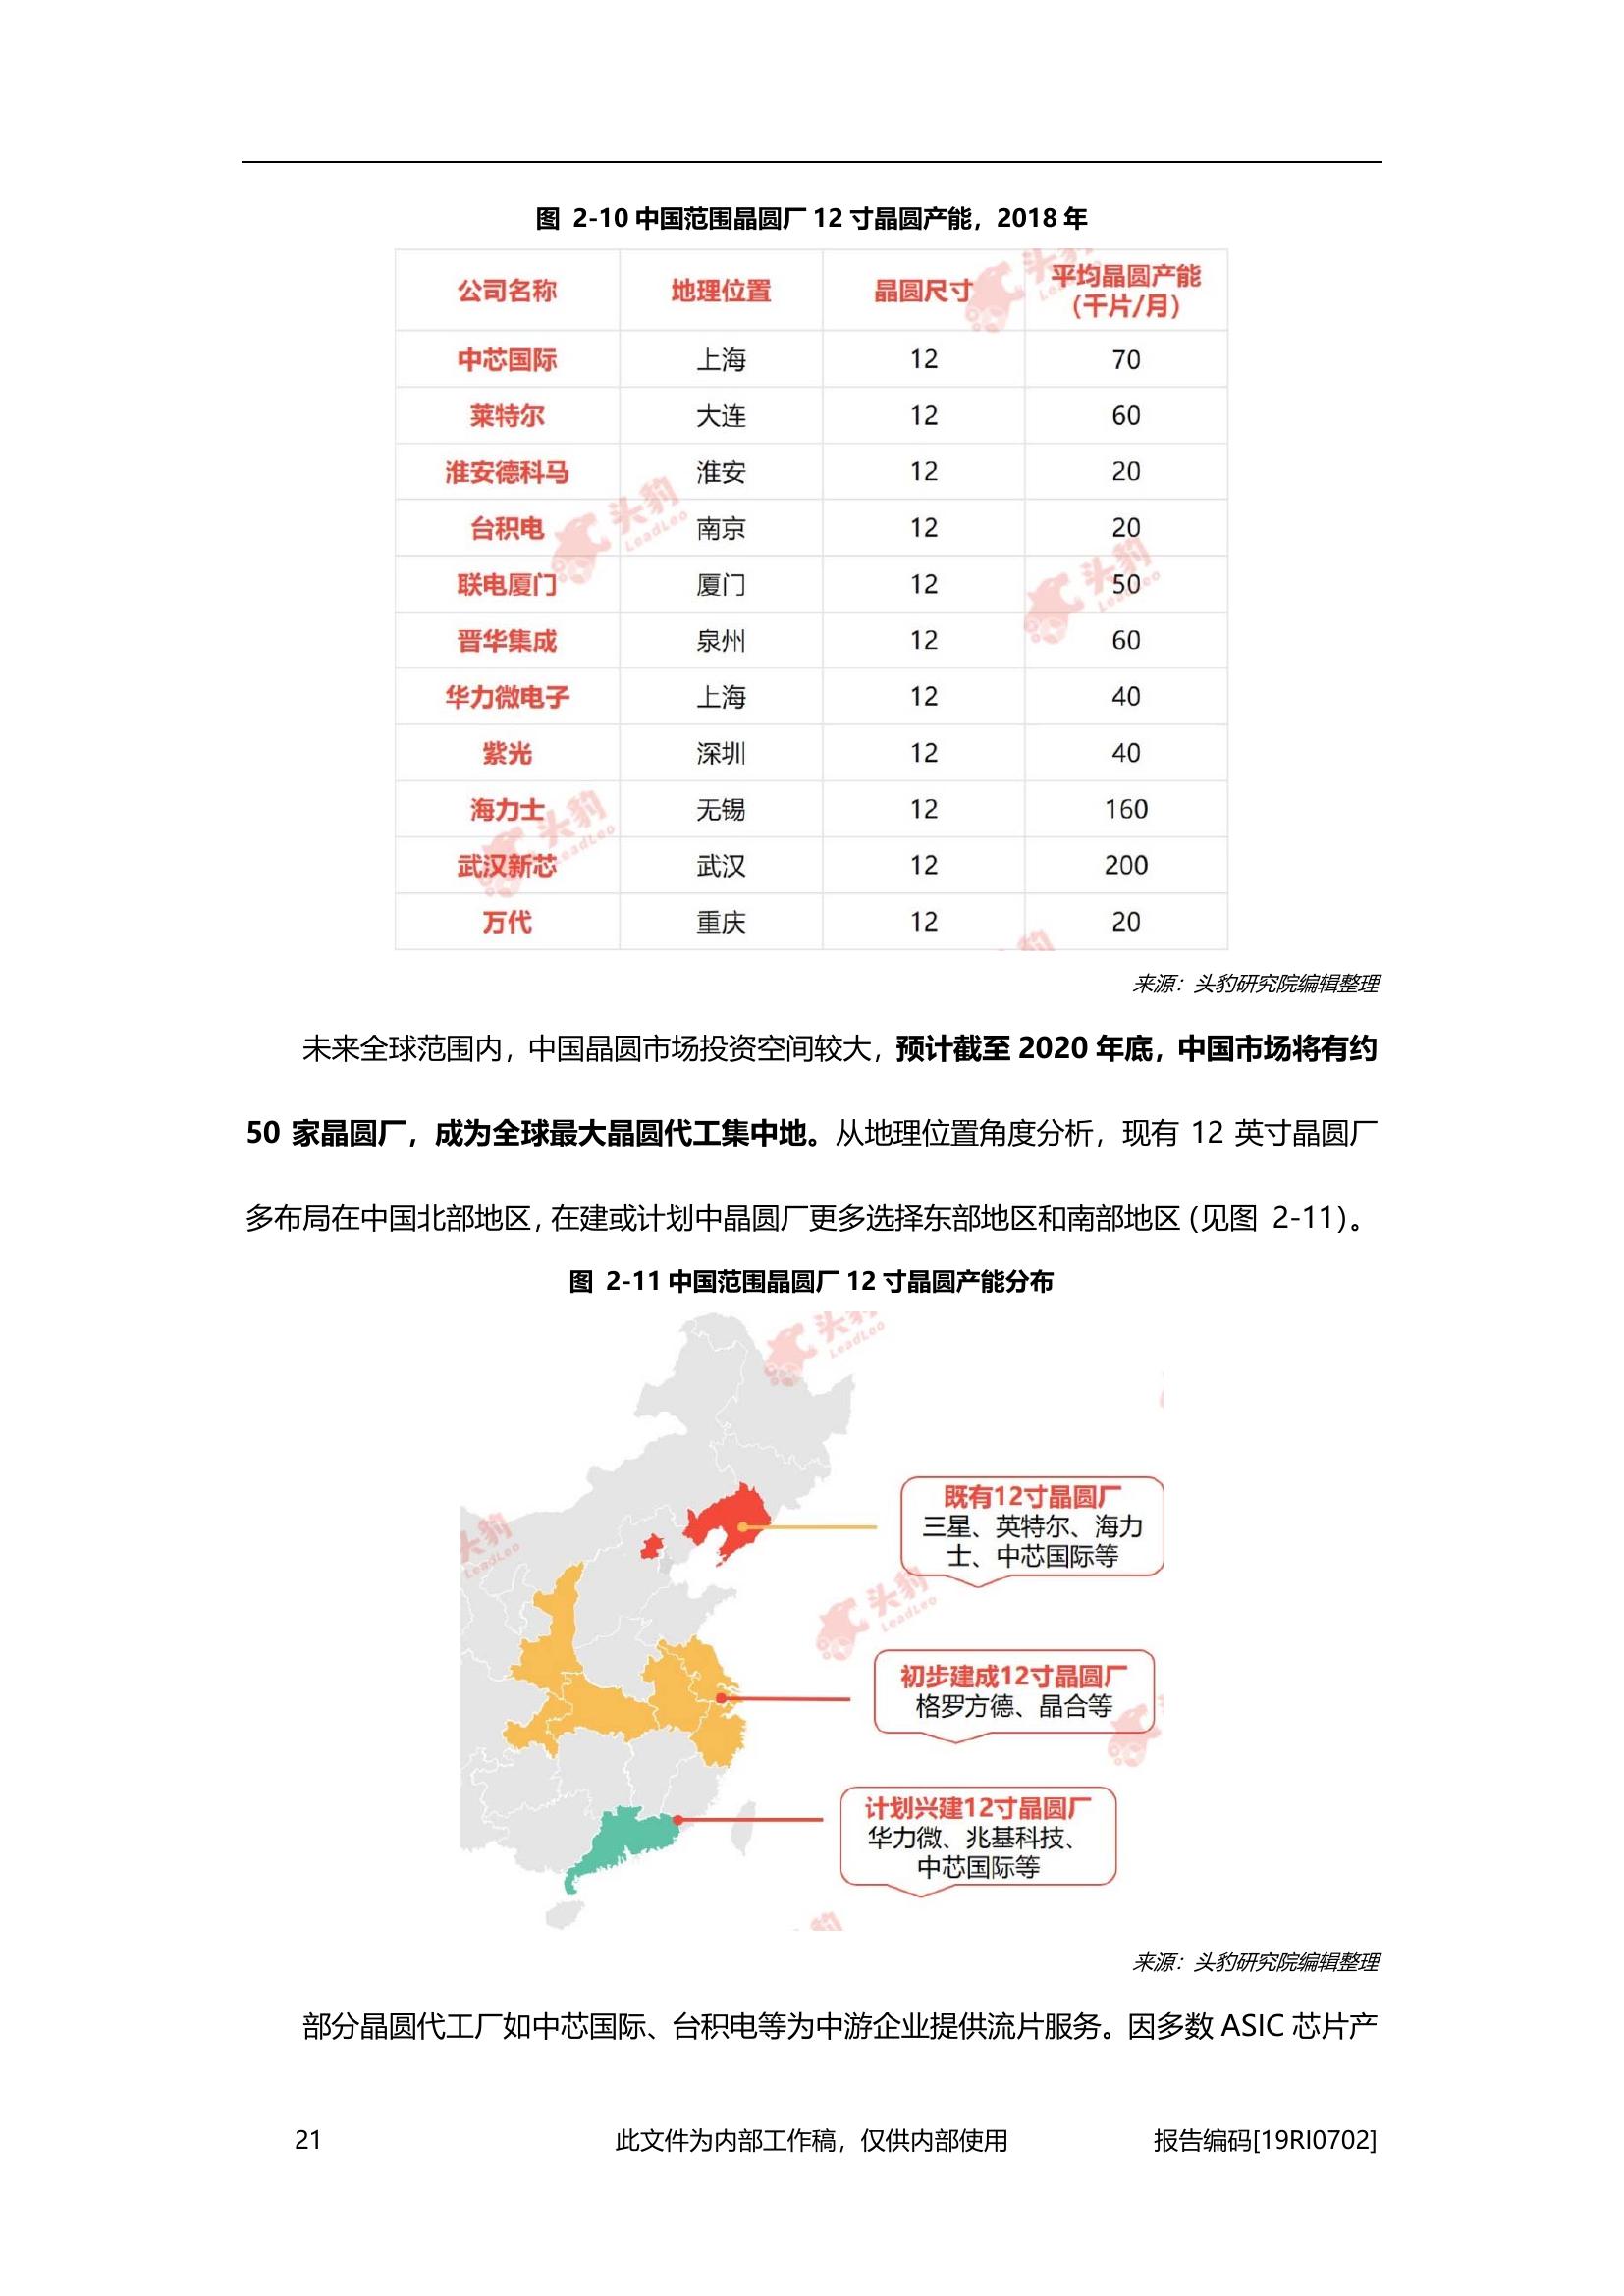 图 2-10 中国范围晶圆厂 12 寸晶圆产能，2018 年
公司名称 地理位置 晶圆尺寸 平均晶圆产能（千片/月）
中芯国际 上海 12 70
莱特尔 大连 12 60
淮安德科马 淮安 12 20
台积电 南京 12 20
联电厦门 厦门 12 50
晋华集成 泉州 12 60
华力微电子 上海 12 40
紫光 深圳 12 40
海力士 无锡 12 160
武汉新芯 武汉 12 200
万代 重庆 12 20
头豹 LeadLeo
来源：头豹研究院编辑整理
未来全球范围内，中国晶圆市场投资空间较大，预计截至 2020 年底，中国市场将有约
50 家晶圆厂，成为全球最大晶圆代工集中地。从地理位置角度分析，现有 12 英寸晶圆厂
多布局在中国北部地区，在建或计划中晶圆厂更多选择东部地区和南部地区（见图 2-11）。
图 2-11 中国范围晶圆厂 12 寸晶圆产能分布
头豹 LeadLeo
既有12寸晶圆厂
三星、英特尔、海力
士、中芯国际等
初步建成12寸晶圆厂
格罗方德、晶合等
计划兴建12寸晶圆厂
华力微、兆基科技、
中芯国际等
来源：头豹研究院编辑整理
部分晶圆代工厂如中芯国际、台积电等为中游企业提供流片服务。因多数 ASIC 芯片产
21 此文件为内部工作稿，仅供内部使用 报告编码[19RI0702]